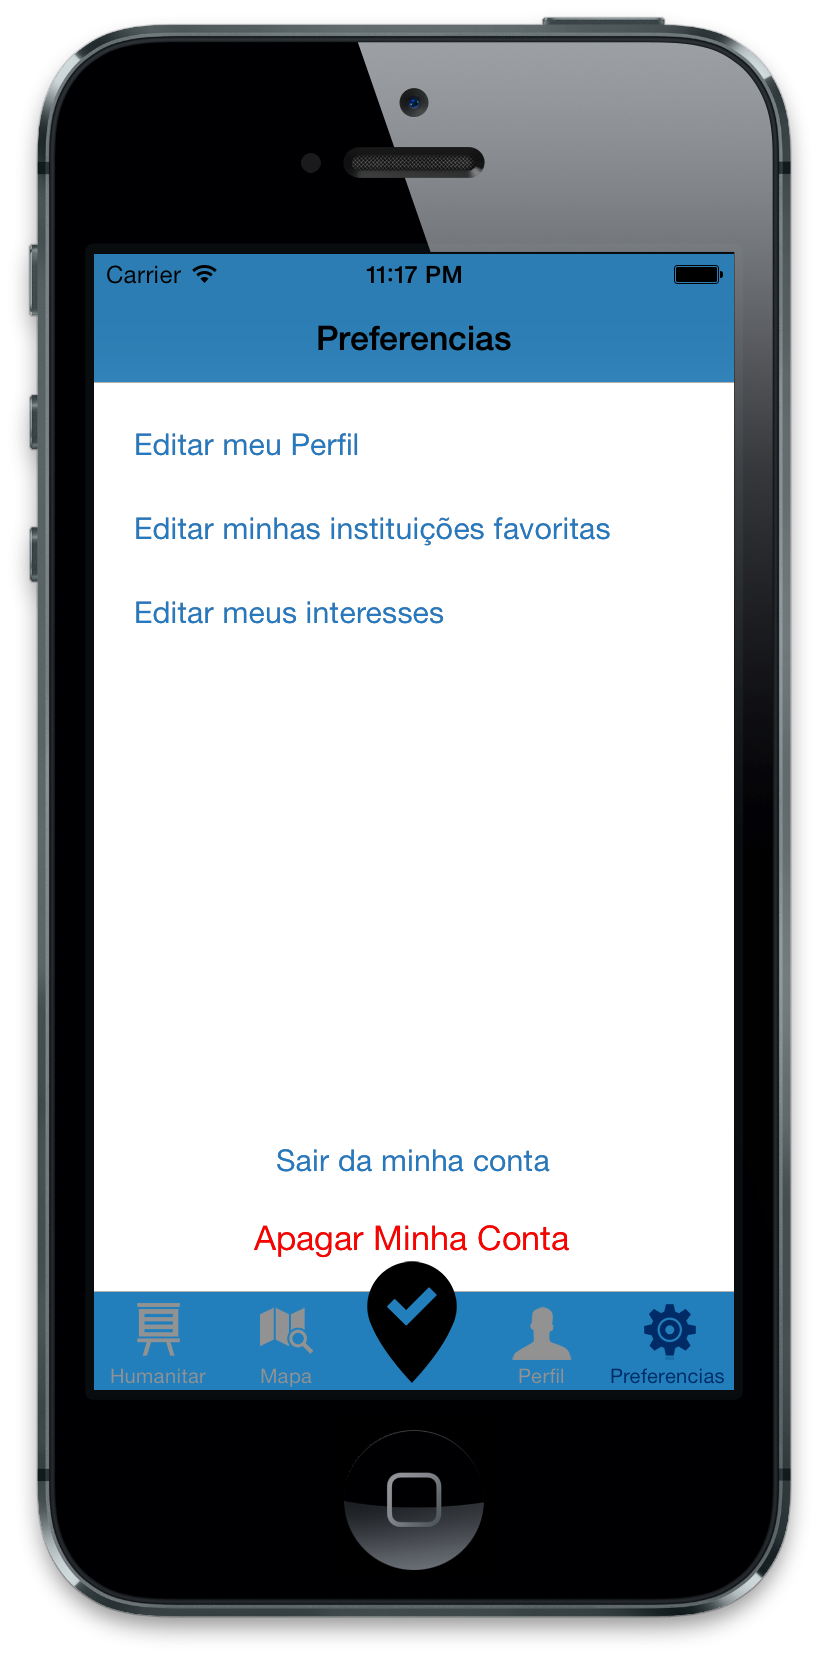 Carrier 11:17 PM
Preferencias
Editar meu Perfil
Editar minhas instituições favoritas
Editar meus interesses
Sair da minha conta
Apagar Minha Conta
Humanitar Mapa Perfil Preferencias